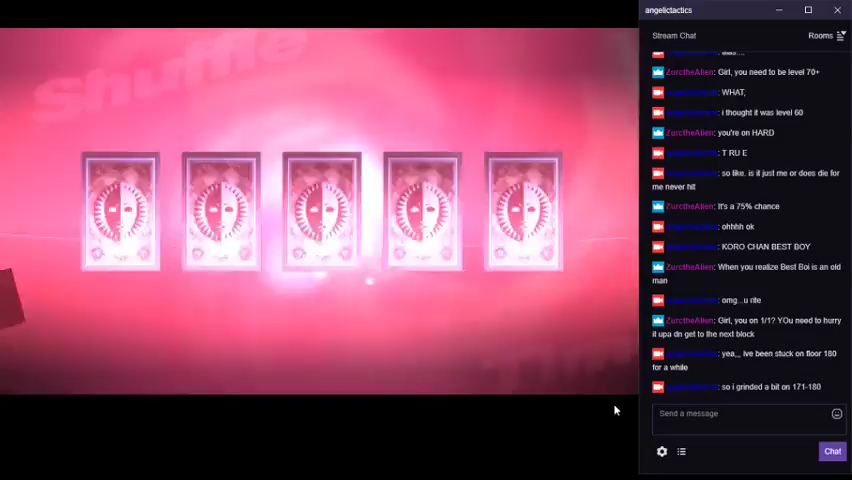 angelictactics
Stream Chat
Rooms
Shuffle
ZurctheAlien: Girl, you need to be level 70+
: WHAT,
: i thought it was level 60
ZurctheAlien: you're on HARD
: T RU E
: so like. is it just me or does die for
me never hit
ZurctheAlien: It's a 75% chance
: ohhhh ok
: KORO CHAN BEST BOY
ZurctheAlien: When you realize Best Boi is an old
man
: omg...u rite
ZurctheAlien: Girl, you on 1/1? YOu need to hurry
it upa dn get to the next block
: yea,,, ive been stuck on floor 180
for a while
: so i grinded a bit on 171-180
Send a message
Chat